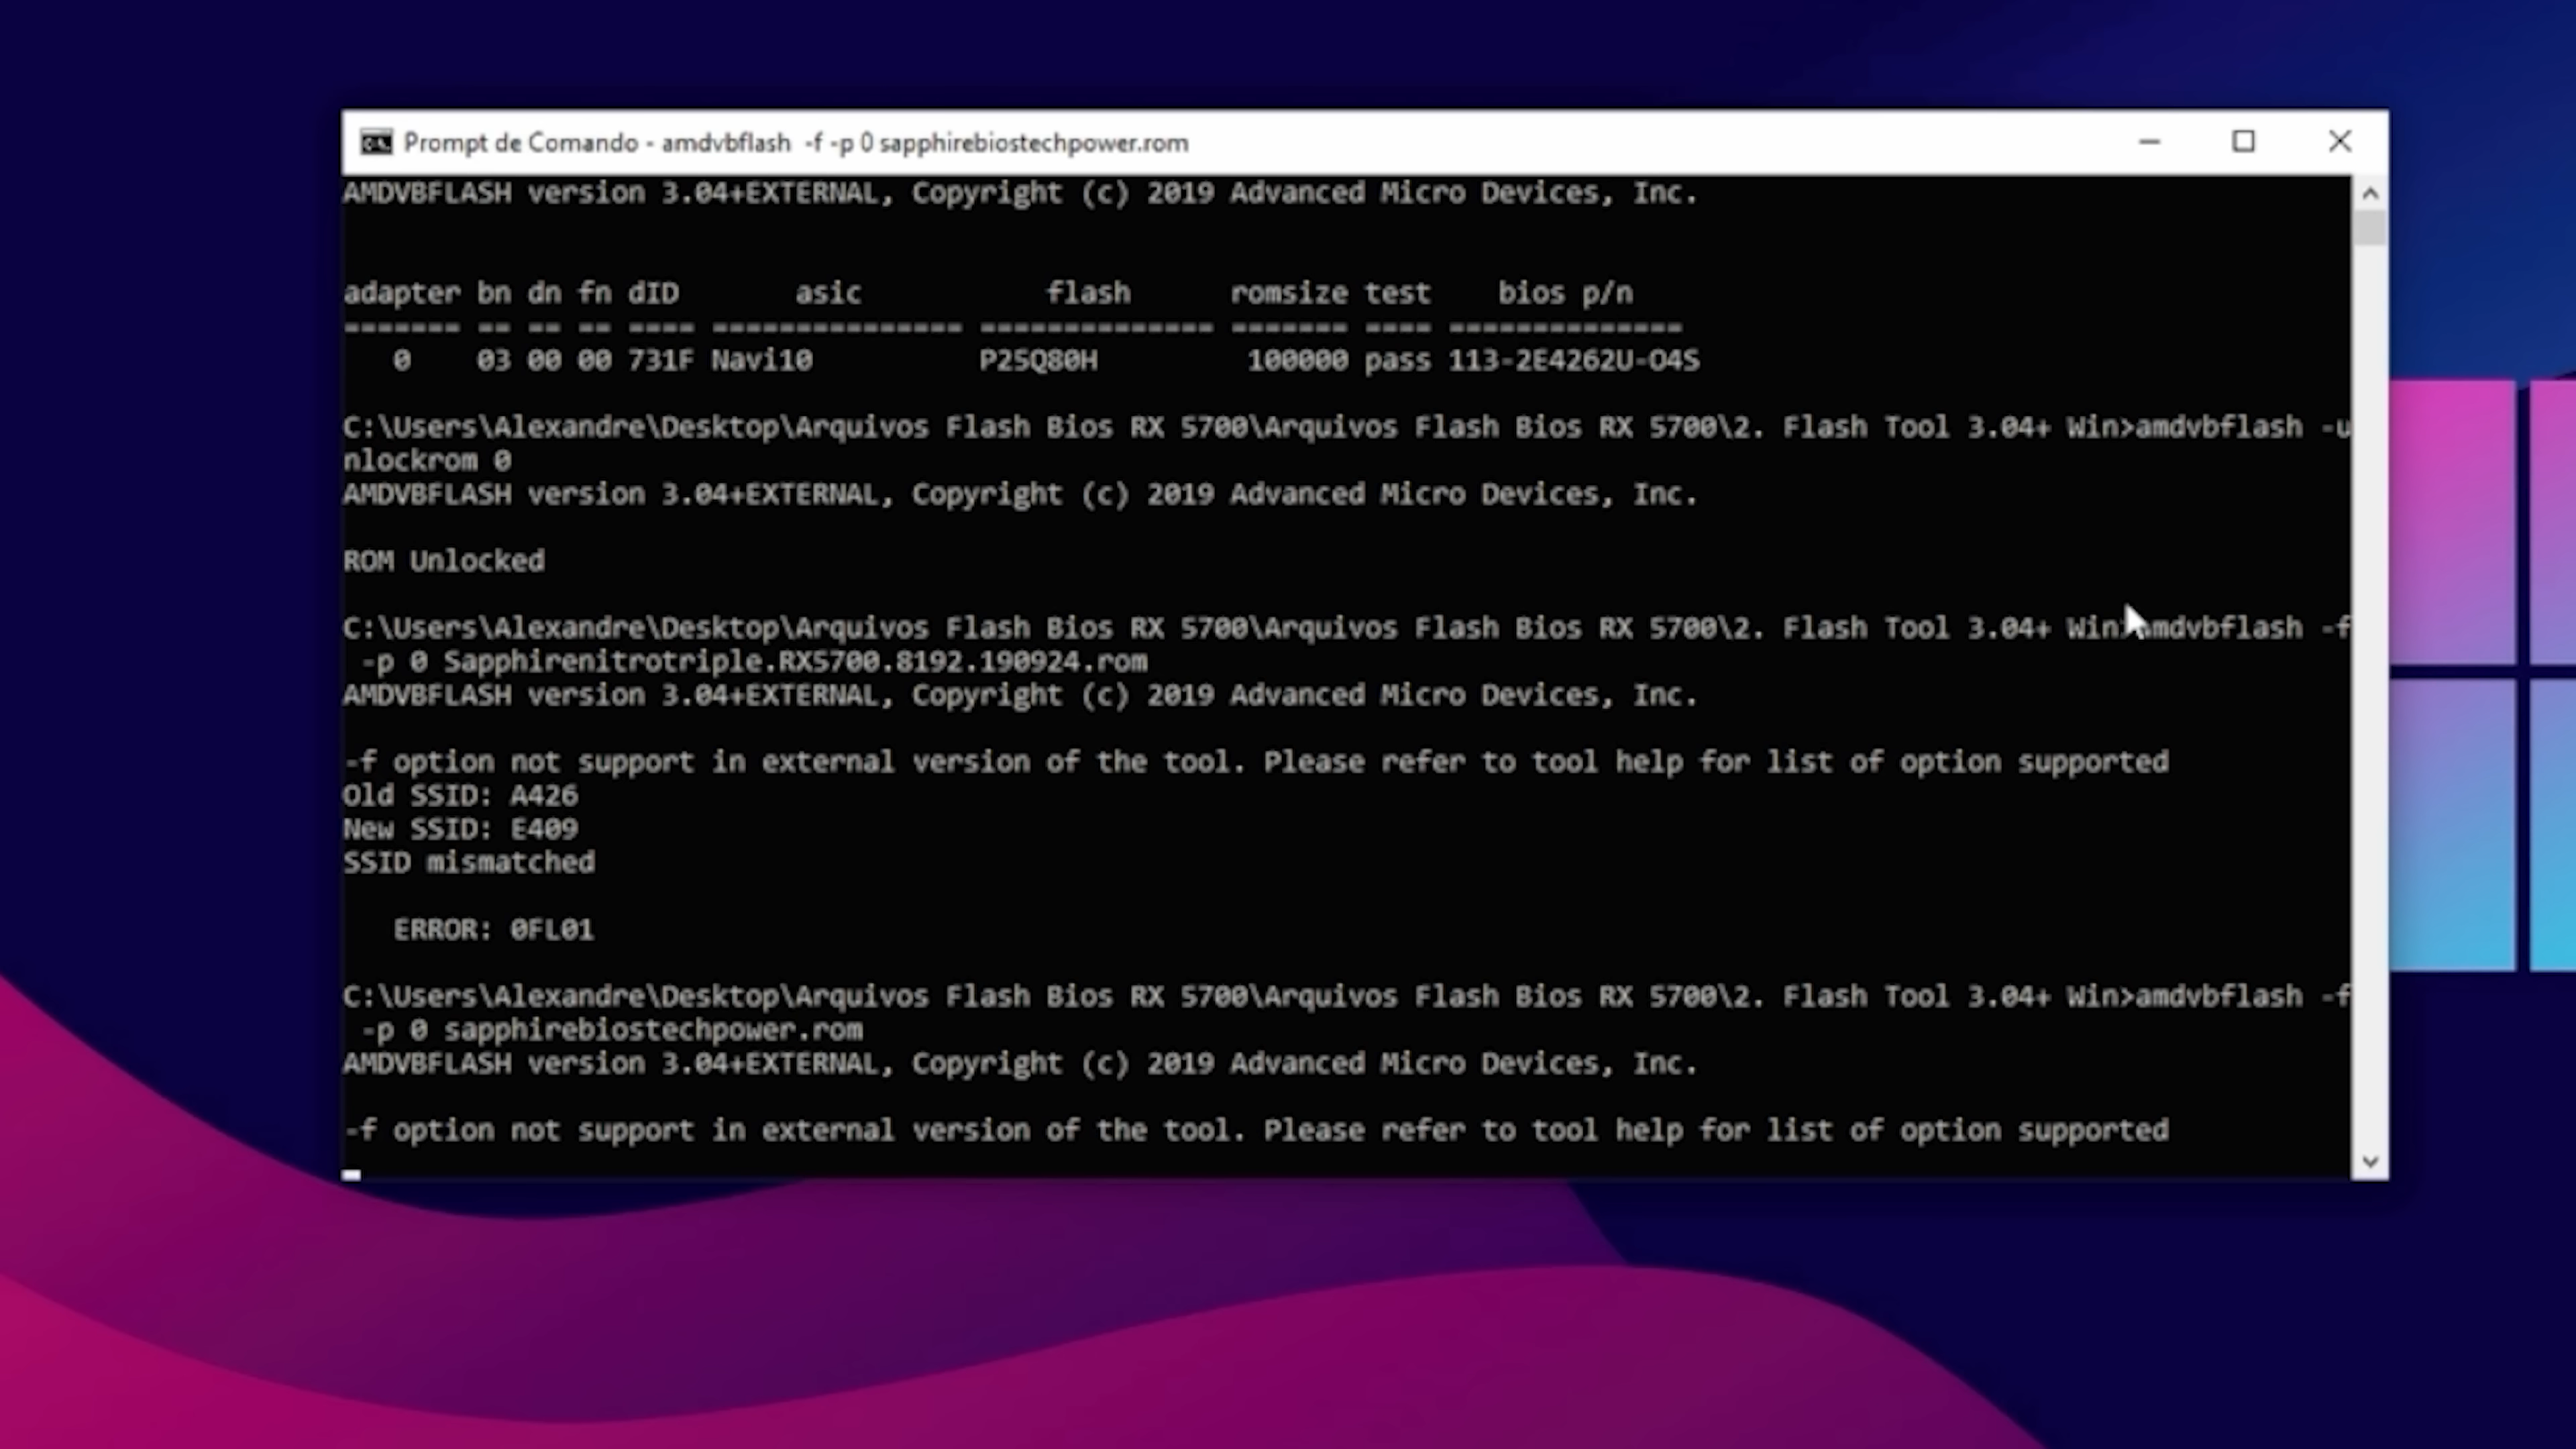 Prompt de Comando - amdvbflash -f -p 0 sapphirebiostechpower.rom
AMDVBFLASH version 3.04+EXTERNAL, Copyright (c) 2019 Advanced Micro Devices, Inc.
adapter bn dn fn dID asic flash romsize test bios p/n
======= == == == ==== =============== ============== ======= ==== ==============
0 03 00 00 731F Navi10 P25Q80H 100000 pass 113-2E4262U-O4S
C:\Users\Alexandre\Desktop\Arquivos Flash Bios RX 5700\Arquivos Flash Bios RX 5700\2. Flash Tool 3.04+ Win>amdvbflash -u
nlockrom 0
AMDVBFLASH version 3.04+EXTERNAL, Copyright (c) 2019 Advanced Micro Devices, Inc.
ROM Unlocked
C:\Users\Alexandre\Desktop\Arquivos Flash Bios RX 5700\Arquivos Flash Bios RX 5700\2. Flash Tool 3.04+ Win>amdvbflash -f
-p 0 Sapphirenitrotriple.RX5700.8192.190924.rom
AMDVBFLASH version 3.04+EXTERNAL, Copyright (c) 2019 Advanced Micro Devices, Inc.
-f option not support in external version of the tool. Please refer to tool help for list of option supported
Old SSID: A426
New SSID: E409
SSID mismatched
ERROR: 0FL01
C:\Users\Alexandre\Desktop\Arquivos Flash Bios RX 5700\Arquivos Flash Bios RX 5700\2. Flash Tool 3.04+ Win>amdvbflash -f
-p 0 sapphirebiostechpower.rom
AMDVBFLASH version 3.04+EXTERNAL, Copyright (c) 2019 Advanced Micro Devices, Inc.
-f option not support in external version of the tool. Please refer to tool help for list of option supported